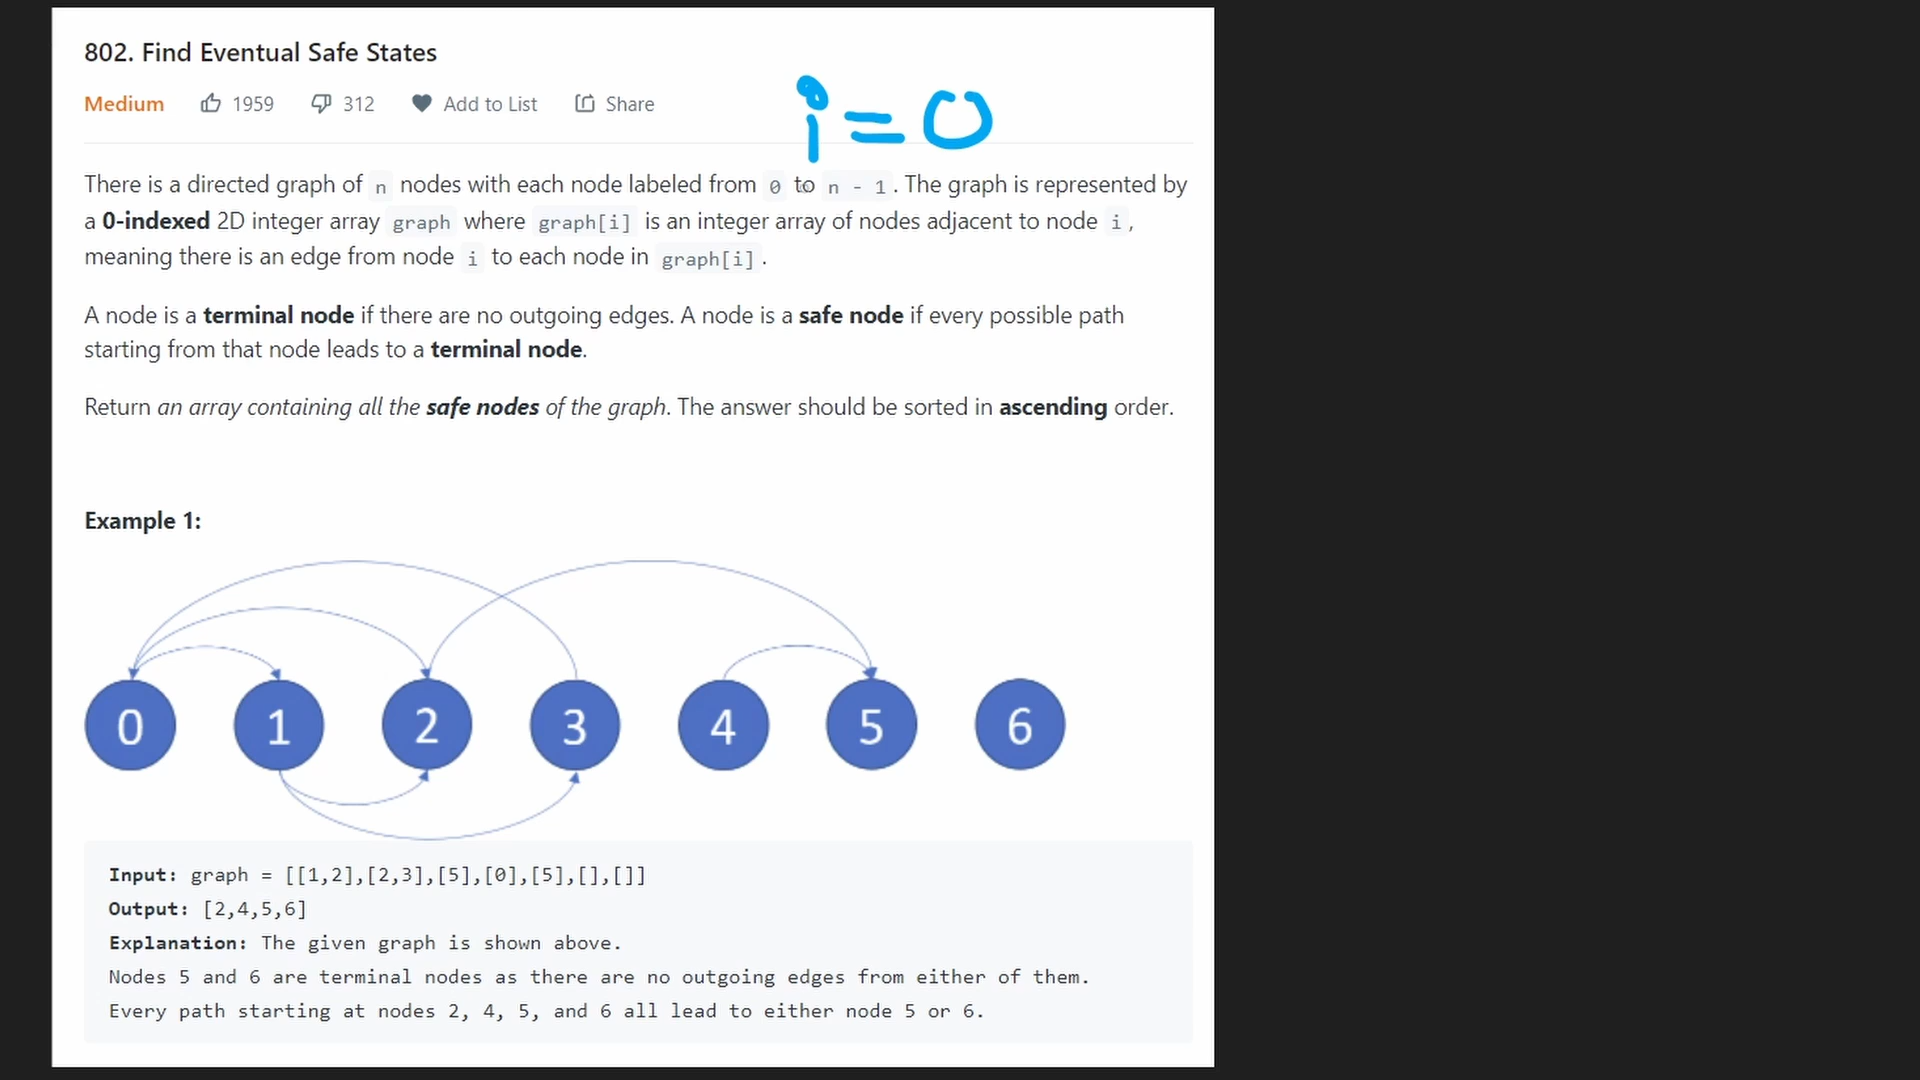 802. Find Eventual Safe States
Medium 1959 312 Add to List Share
i = 0
There is a directed graph of n nodes with each node labeled from 0 to n - 1. The graph is represented by
a 0-indexed 2D integer array graph where graph[i] is an integer array of nodes adjacent to node i,
meaning there is an edge from node i to each node in graph[i].
A node is a terminal node if there are no outgoing edges. A node is a safe node if every possible path
starting from that node leads to a terminal node.
Return an array containing all the safe nodes of the graph. The answer should be sorted in ascending order.
Example 1:
0 1 2 3 4 5 6
Input: graph = [[1,2],[2,3],[5],[0],[5],[],[]]
Output: [2,4,5,6]
Explanation: The given graph is shown above.
Nodes 5 and 6 are terminal nodes as there are no outgoing edges from either of them.
Every path starting at nodes 2, 4, 5, and 6 all lead to either node 5 or 6.